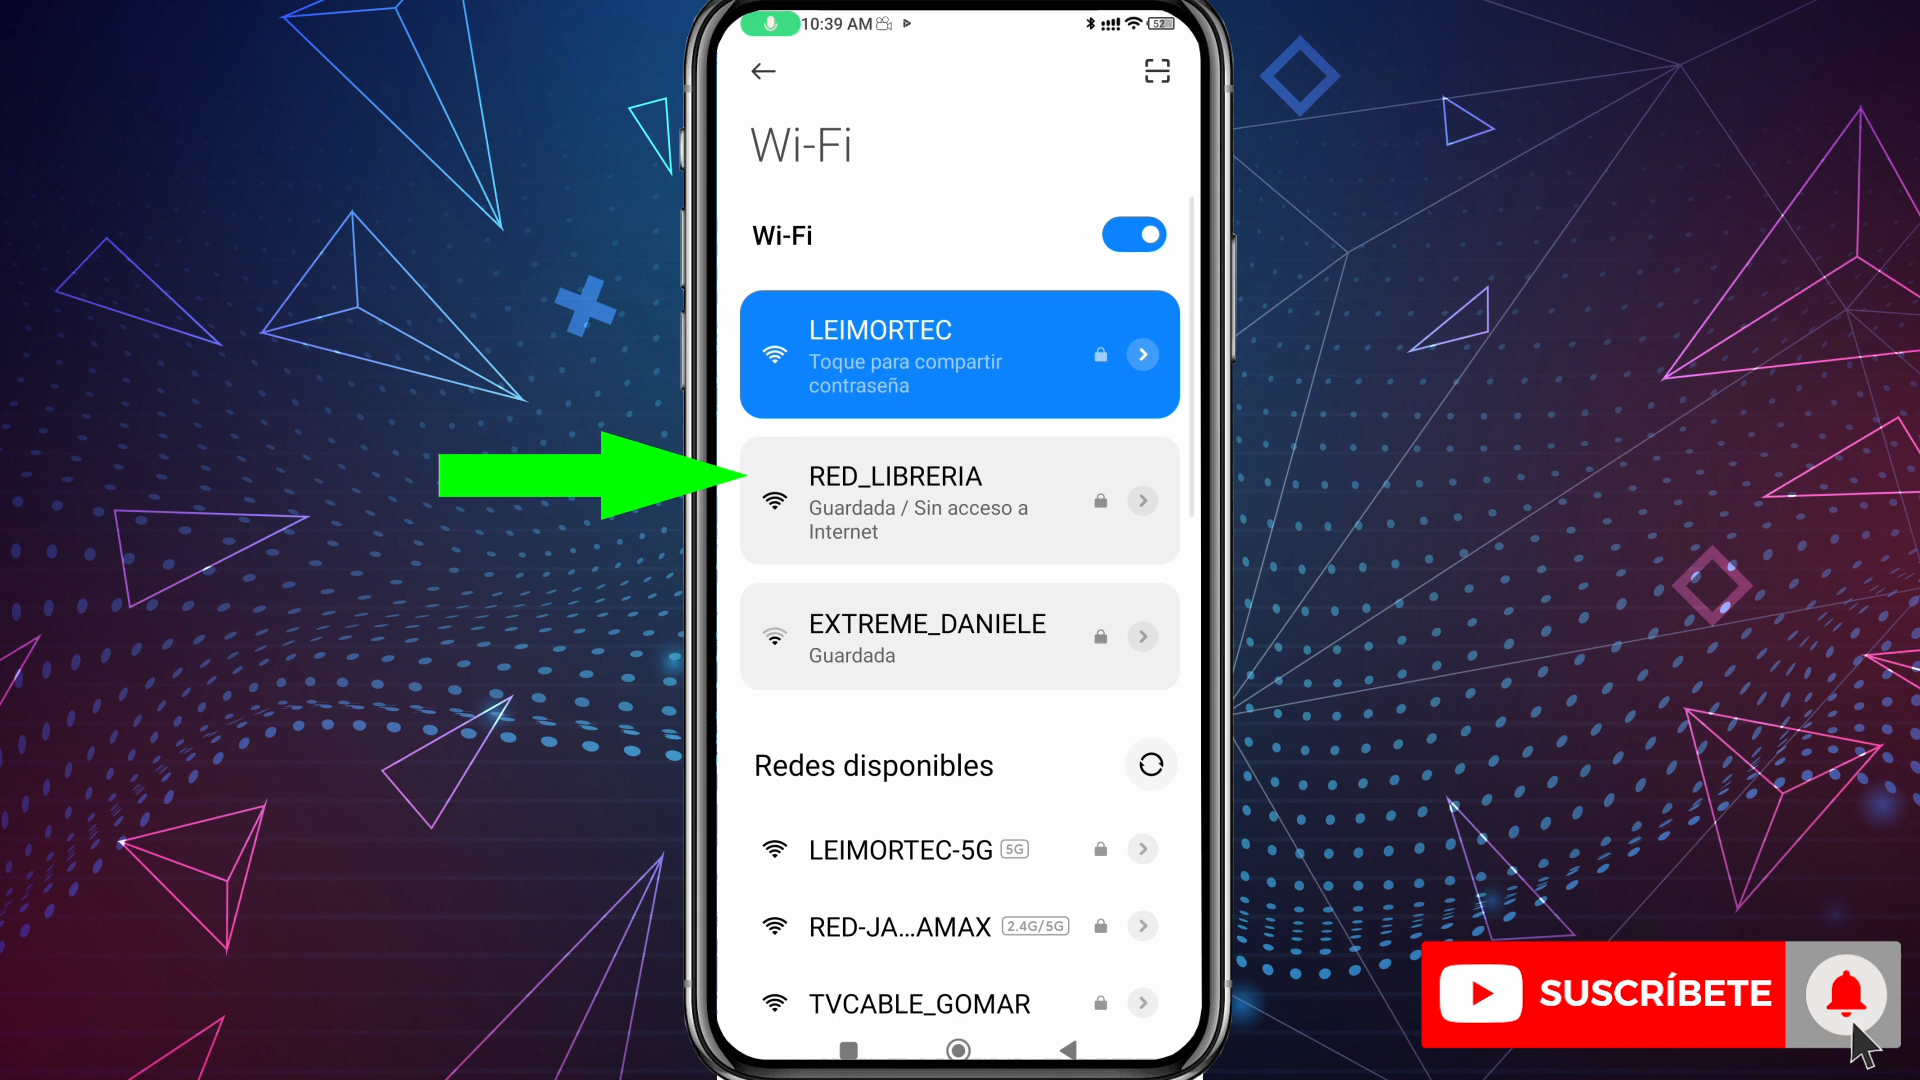 10:39 AM
52
Wi-Fi
Wi-Fi
LEIMORTEC
Toque para compartir
contraseña
RED_LIBRERIA
Guardada / Sin acceso a
Internet
EXTREME_DANIELE
Guardada
Redes disponibles
LEIMORTEC-5G 5G
RED-JA...AMAX 2.4G/5G
TVCABLE_GOMAR
SUSCRÍBETE